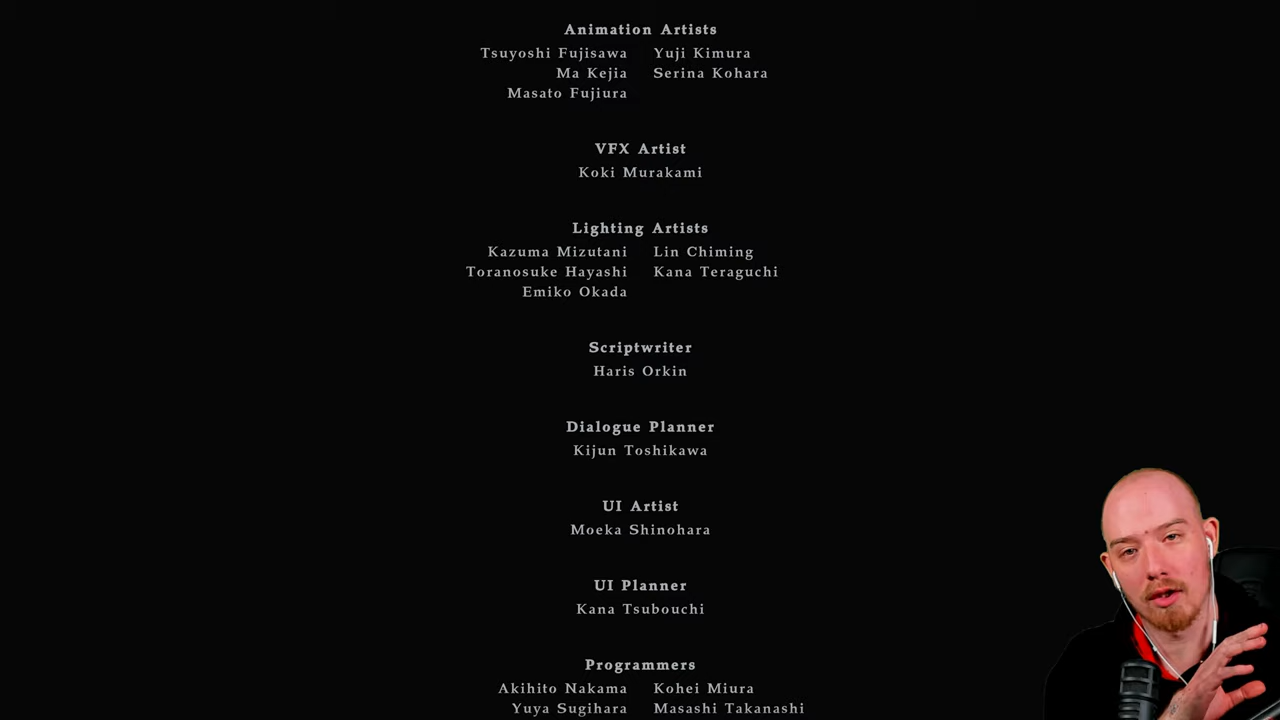 Animation Artists
Tsuyoshi Fujisawa Yuji Kimura
Ma Kejia Serina Kohara
Masato Fujiura
VFX Artist
Koki Murakami
Lighting Artists
Kazuma Mizutani Lin Chiming
Toranosuke Hayashi Kana Teraguchi
Emiko Okada
Scriptwriter
Haris Orkin
Dialogue Planner
Kijun Toshikawa
UI Artist
Moeka Shinohara
UI Planner
Kana Tsubouchi
Programmers
Akihito Nakama Kohei Miura
Yuya Sugihara Masashi Takanashi